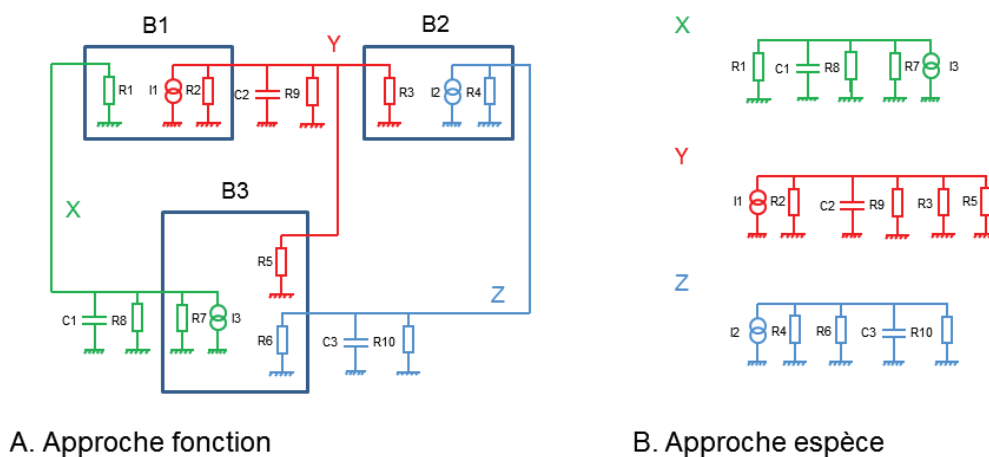 B1
Y
B2
X
R1
I1
R2
C2
R9
R3
I2
R4
R1
C1
R8
R7
I3
B3
X
Y
I1
R2
C2
R9
R3
R5
R5
Z
Z
C1
R8
R7
I3
R6
C3
R10
I2
R4
R6
C3
R10
A. Approche fonction
B. Approche espèce